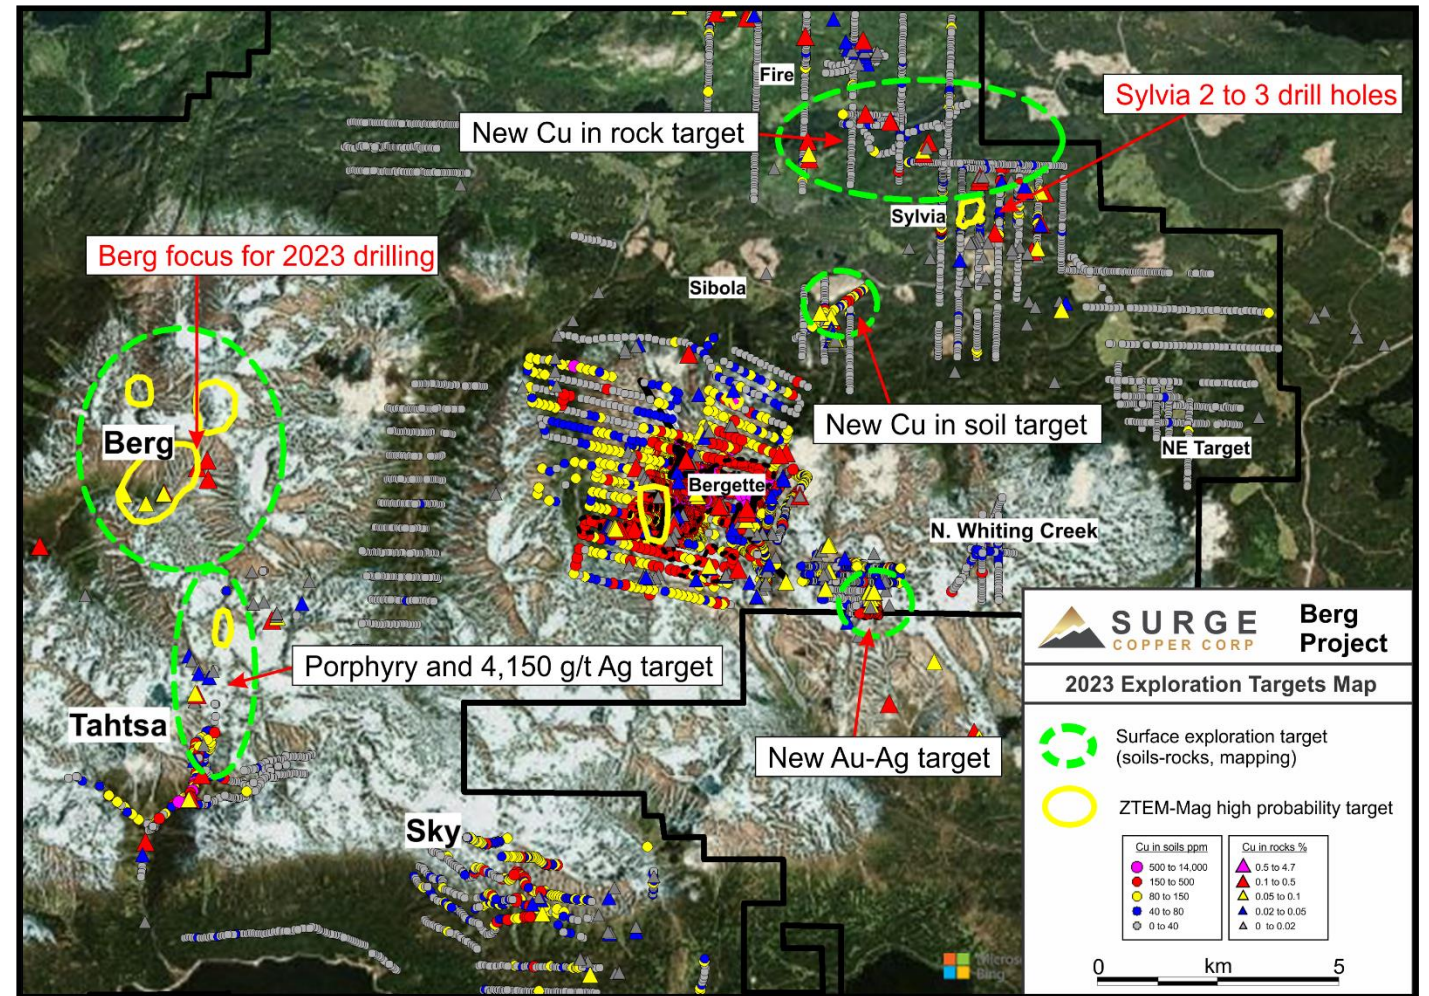 Fire
Sylvia 2 to 3 drill holes
New Cu in rock target
Sylvia
Berg focus for 2023 drilling
Sibola
New Cu in soil target
Berg
NE Target
Bergette
N. Whiting Creek
Porphyry and 4,150 g/t Ag target
Tahtsa
New Au-Ag target
Sky
SURGE
COPPER CORP
Berg
Project
2023 Exploration Targets Map
Surface exploration target
(soils-rocks, mapping)
ZTEM-Mag high probability target
Cu in soils ppm
500 to 14,000
150 to 500
80 to 150
40 to 80
0 to 40
Cu in rocks %
0.5 to 4.7
0.1 to 0.5
0.05 to 0.1
0.02 to 0.05
0 to 0.02
Bing
0 km 5